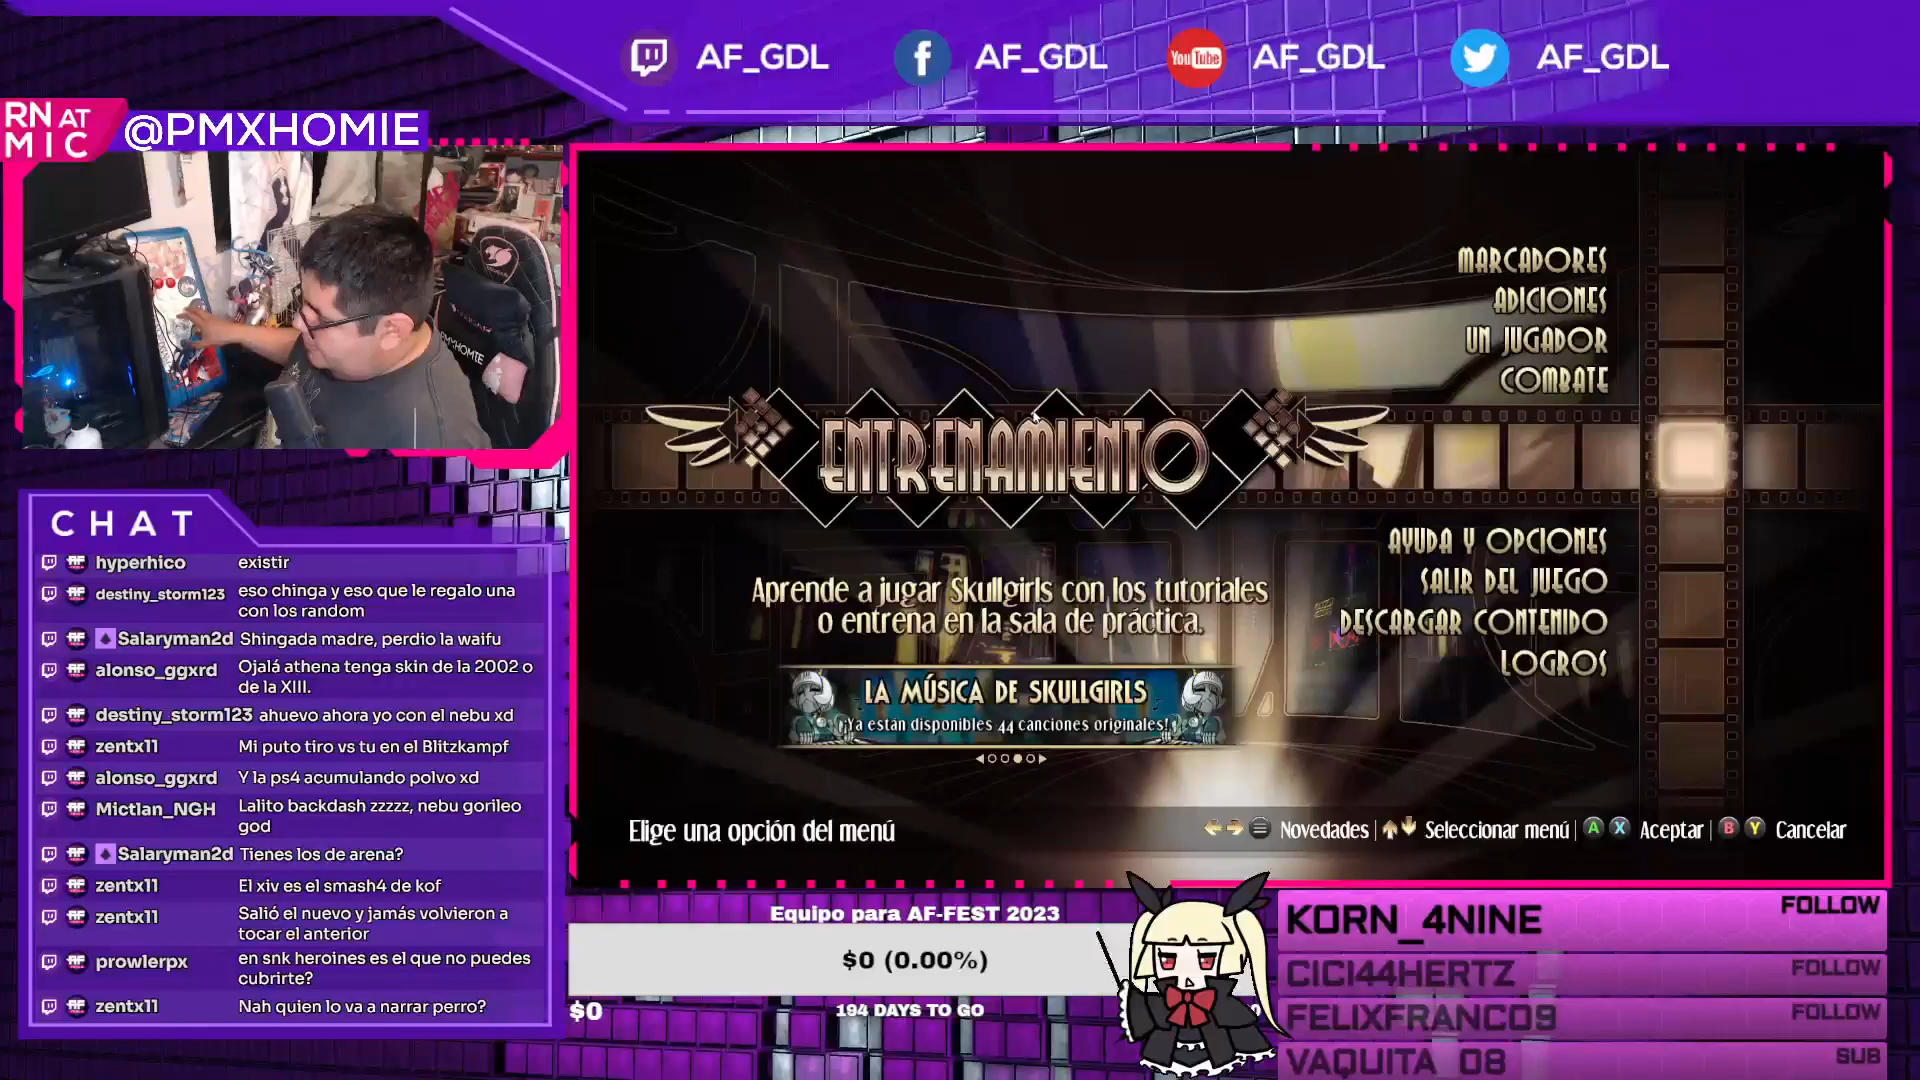 AF_GDL
AF_GDL
You Tube
AF_GDL
AF_GDL
RN AT
MIC
@PMXHOMIE
PMXHOMIE
CHAT
hyperhico existir
destiny_storm123 eso chinga y eso que le regalo una
con los random
Salaryman2d Shingada madre, perdio la waifu
alonso_ggxrd Ojalá athena tenga skin de la 2002 o
de la XIII.
destiny_storm123 ahuevo ahora yo con el nebu xd
zentx11 Mi puto tiro vs tu en el Blitzkampf
alonso_ggxrd Y la ps4 acumulando polvo xd
Mictlan_NGH Lalito backdash zzzzz, nebu gorileo
god
Salaryman2d Tienes los de arena?
zentx11 El xiv es el smash4 de kof
zentx11 Salió el nuevo y jamás volvieron a
tocar el anterior
prowlerpx en snk heroines es el que no puedes
cubrirte?
zentx11 Nah quien lo va a narrar perro?
MARCADORES
ADICIONES
UN JUGADOR
COMBATE
ENTRENAMIENTO
AYUDA Y OPCIONES
SALIR DEL JUEGO
DESCARGAR CONTENIDO
LOGROS
Aprende a jugar Skullgirls con los tutoriales
o entrena en la sala de práctica.
LA MÚSICA DE SKULLGIRLS
¡Ya están disponibles 44 canciones originales!
Elige una opción del menú
Novedades | Seleccionar menú | A X Aceptar | B Y Cancelar
Equipo para AF-FEST 2023
$0 (0.00%)
$0 194 DAYS TO GO
KORN_4NINE FOLLOW
CICI44HERTZ FOLLOW
FELIXFRANCO9 FOLLOW
VAQUITA_08 SUB